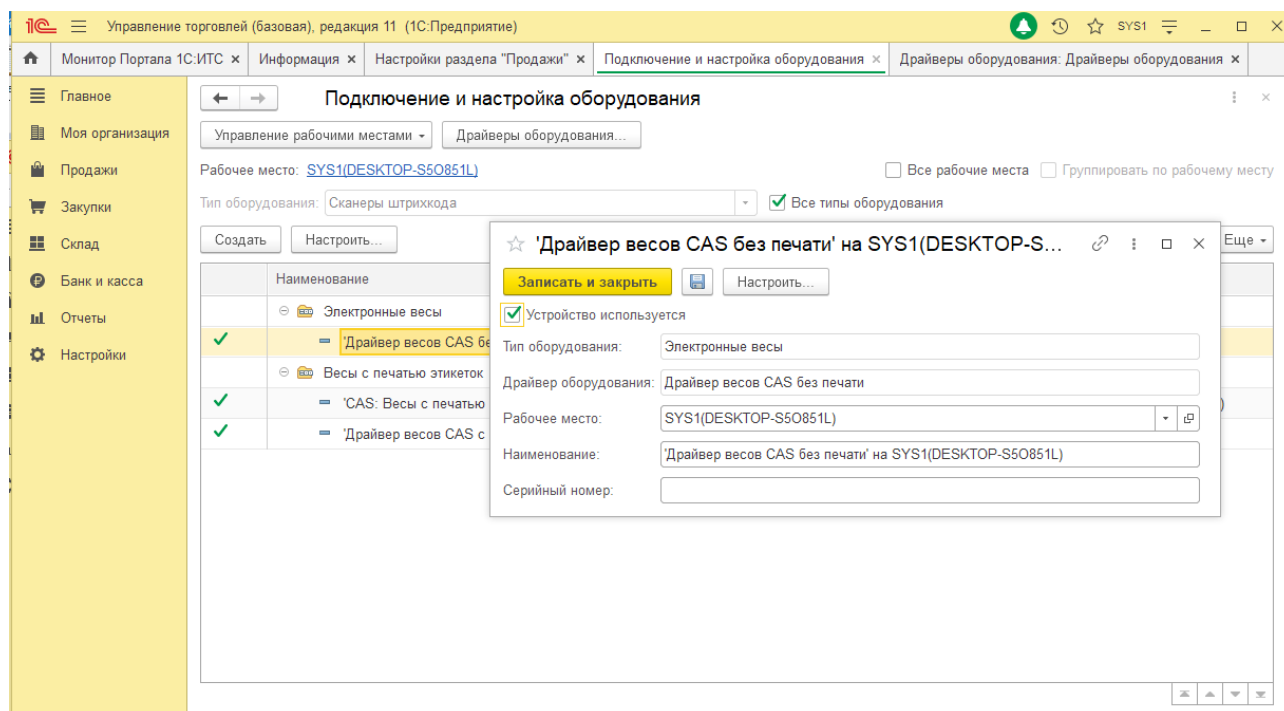 1С Управление торговлей (базовая), редакция 11 (1С:Предприятие) SYS1
Монитор Портала 1С:ИТС × Информация × Настройки раздела "Продажи" × Подключение и настройка оборудования × Драйверы оборудования: Драйверы оборудования ×
Главное
Моя организация
Продажи
Закупки
Склад
Банк и касса
Отчеты
Настройки
Подключение и настройка оборудования
Управление рабочими местами Драйверы оборудования...
Рабочее место: SYS1(DESKTOP-S5O851L) Все рабочие места Группировать по рабочему месту
Тип оборудования: Сканеры штрихкода Все типы оборудования
Создать Настроить... Еще
Наименование
Электронные весы
'Драйвер весов CAS бе
Весы с печатью этикеток
'CAS: Весы с печатью )
'Драйвер весов CAS с
'Драйвер весов CAS без печати' на SYS1(DESKTOP-S...
Записать и закрыть Настроить...
Устройство используется
Тип оборудования: Электронные весы
Драйвер оборудования: Драйвер весов CAS без печати
Рабочее место: SYS1(DESKTOP-S5O851L)
Наименование: 'Драйвер весов CAS без печати' на SYS1(DESKTOP-S5O851L)
Серийный номер: